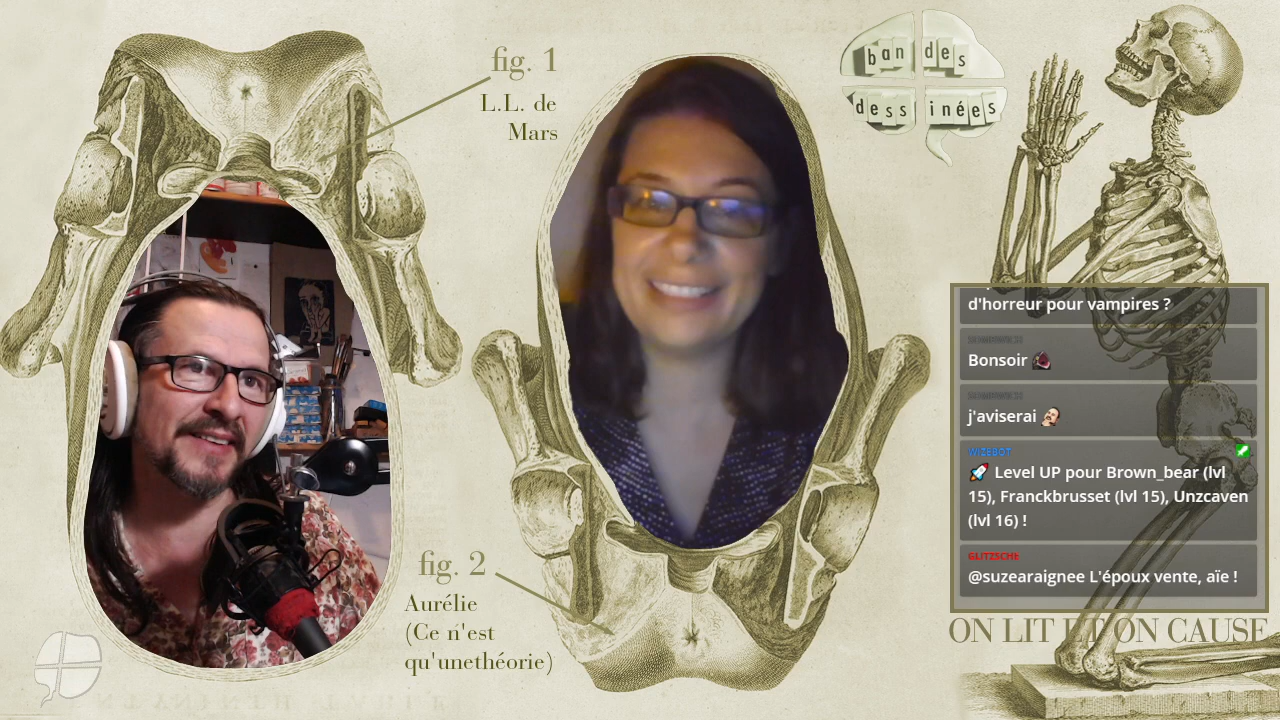 fig. 1
L.L. de
Mars
fig. 2
Aurélie
(Ce n'est
qu'unethéorie)
ban des
dess inées
d'horreur pour vampires ?
Bonsoir
j'aviserai
WIZEBOT
🚀 Level UP pour Brown_bear (lvl
15), Franckbrusset (lvl 15), Unzcaven
(lvl 16) !
GLITZSCHE
@suzearaignee L'époux vente, aïe !
ON LIT ET ON CAUSE